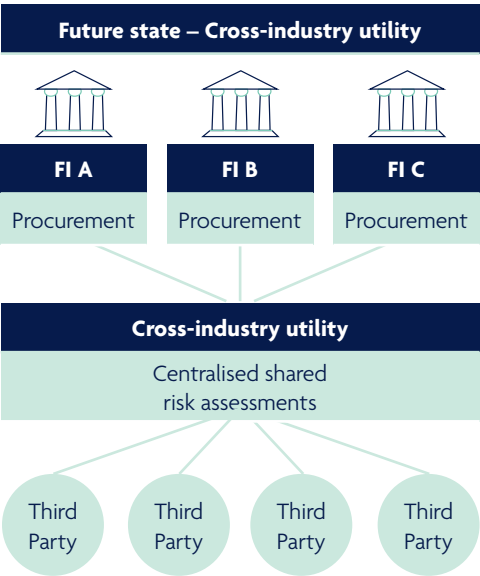 Future state – Cross-industry utility
FI A
FI B
FI C
Procurement
Procurement
Procurement
Cross-industry utility
Centralised shared
risk assessments
Third
Party
Third
Party
Third
Party
Third
Party